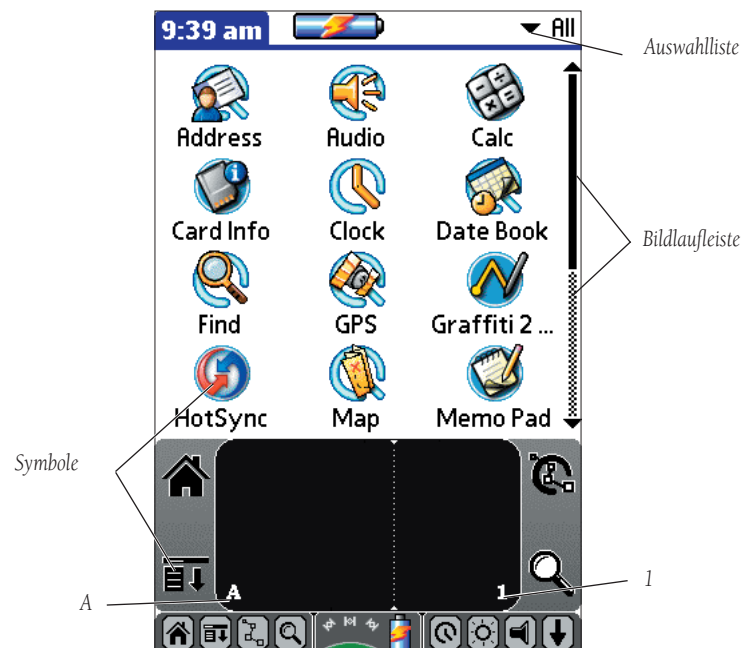 9:39 am
All
Auswahlliste
Address
Audio
Calc
Card Info
Clock
Date Book
Bildlaufleiste
Find
GPS
Graffiti 2 ...
HotSync
Map
Memo Pad
Symbole
A
1
A
1